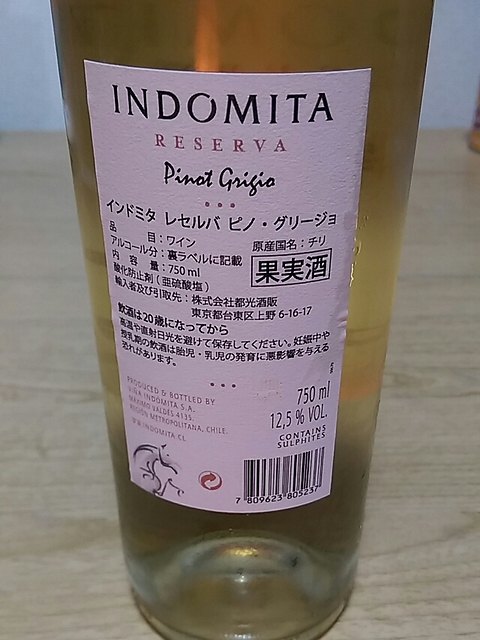 INDOMITA
RESERVA
Pinot Grigio
インドミタ レセルバ ピノ・グリージョ
品 目：ワイン 原産国名：チリ
アルコール分：裏ラベルに記載
内 容 量：750 ml
酸化防止剤（亜硫酸塩）
果実酒
輸入者及び引取先：株式会社都光酒販
東京都台東区上野 6-16-17
飲酒は20歳になってから
高温や直射日光を避けて保存してください。妊娠中や
授乳期の飲酒は胎児・乳児の発育に悪影響を与える
恐れがあります。
PRODUCED & BOTTLED BY
VIÑA INDÓMITA S.A.
MÁXIMO VALDÉS 4135.
REGIÓN METROPOLITANA, CHILE.
WW.INDOMITA.CL
750 ml
12,5 % VOL.
CONTAINS
SULPHITES
7 809623 805237